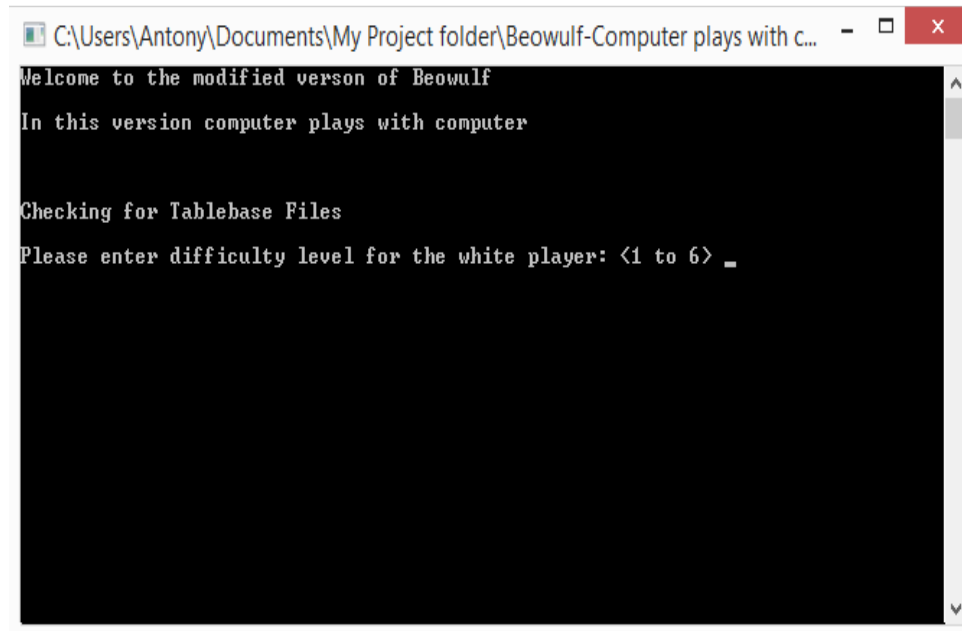 C:\Users\Antony\Documents\My Project folder\Beowulf-Computer plays with c...
Welcome to the modified verson of Beowulf
In this version computer plays with computer
Checking for Tablebase Files
Please enter difficulty level for the white player: <1 to 6> _